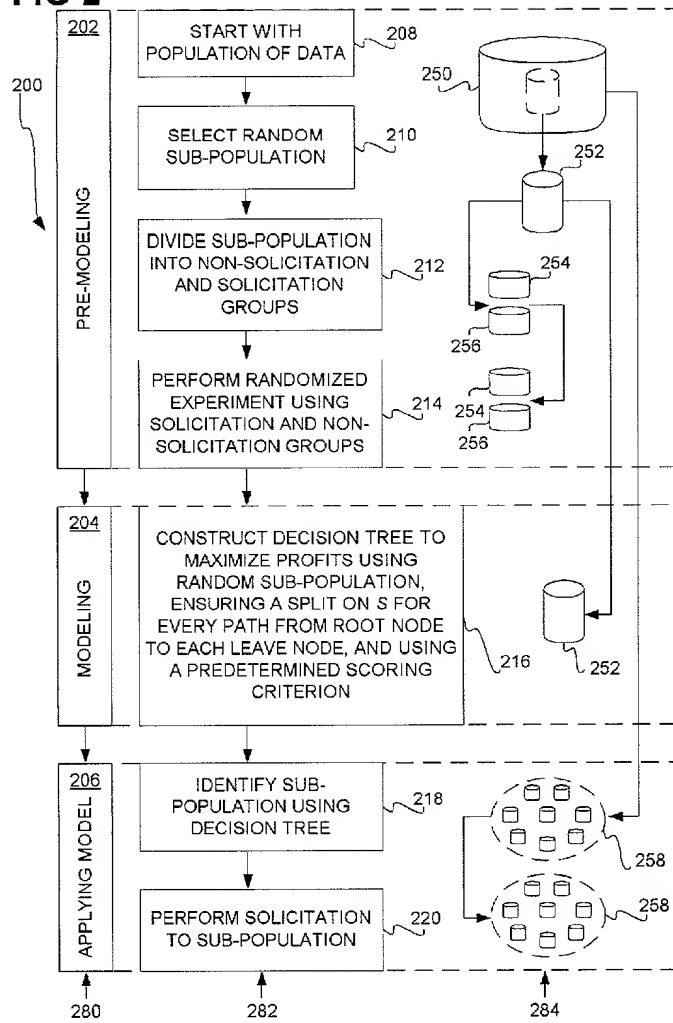 FIG 2
202
PRE-MODELING
200
START WITH
POPULATION OF DATA
208
SELECT RANDOM
SUB-POPULATION
210
DIVIDE SUB-POPULATION
INTO NON-SOLICITATION
AND SOLICITATION
GROUPS
212
PERFORM RANDOMIZED
EXPERIMENT USING
SOLICITATION AND NON-
SOLICITATION GROUPS
214
250
252
254
256
254
256
204
MODELING
CONSTRUCT DECISION TREE TO
MAXIMIZE PROFITS USING
RANDOM SUB-POPULATION,
ENSURING A SPLIT ON S FOR
EVERY PATH FROM ROOT NODE
TO EACH LEAVE NODE, AND USING
A PREDETERMINED SCORING
CRITERION
216
252
206
APPLYING MODEL
IDENTIFY SUB-
POPULATION USING
DECISION TREE
218
258
PERFORM SOLICITATION
TO SUB-POPULATION
220
258
280
282
284